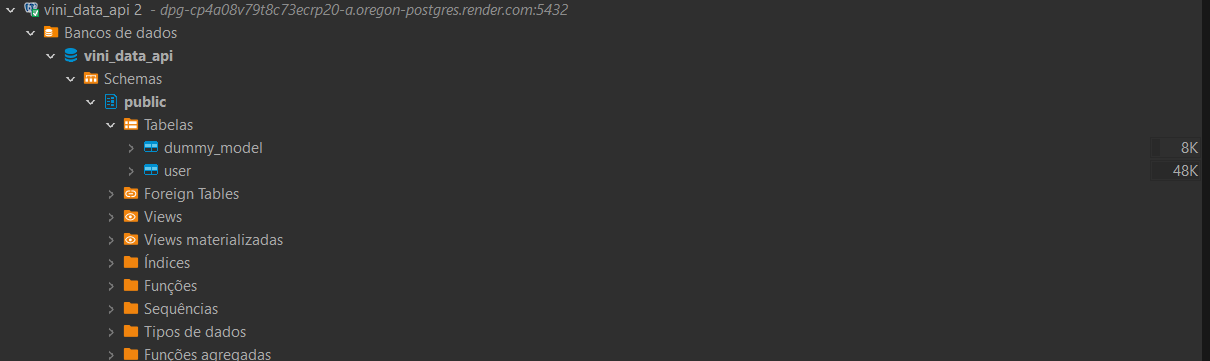 vini_data_api 2 - dpg-cp4a08v79t8c73ecrp20-a.oregon-postgres.render.com:5432
Bancos de dados
vini_data_api
Schemas
public
Tabelas
dummy_model 8K
user 48K
Foreign Tables
Views
Views materializadas
Índices
Funções
Sequências
Tipos de dados
Funções agregadas